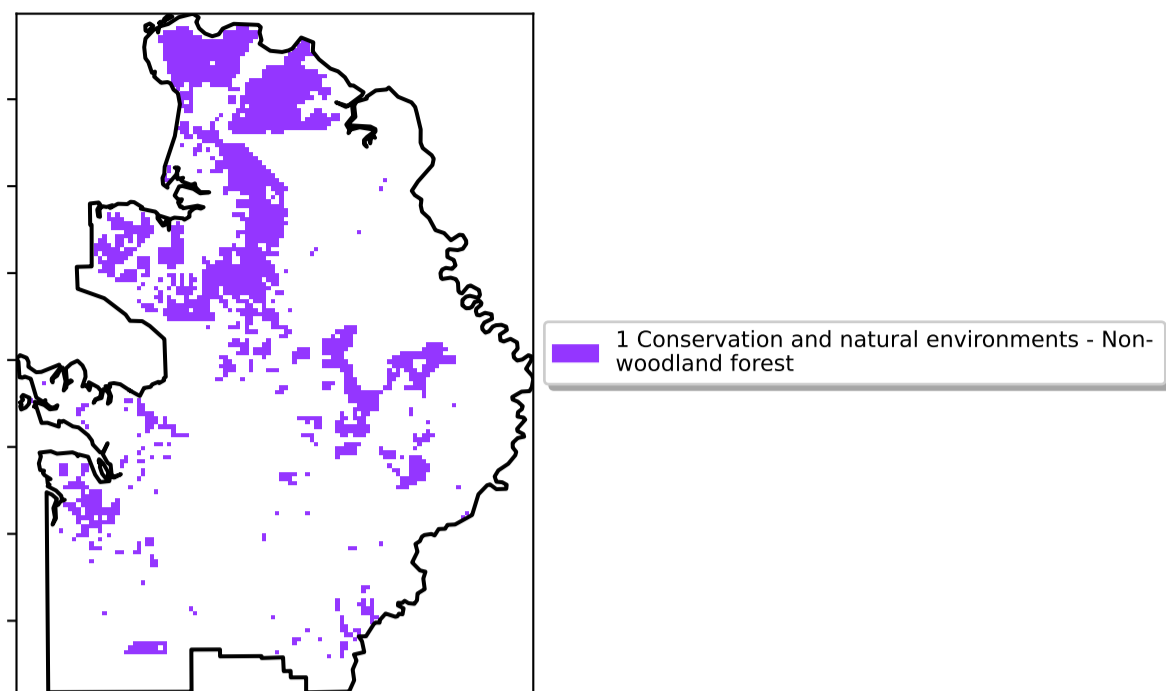 1 Conservation and natural environments - Non-
woodland forest